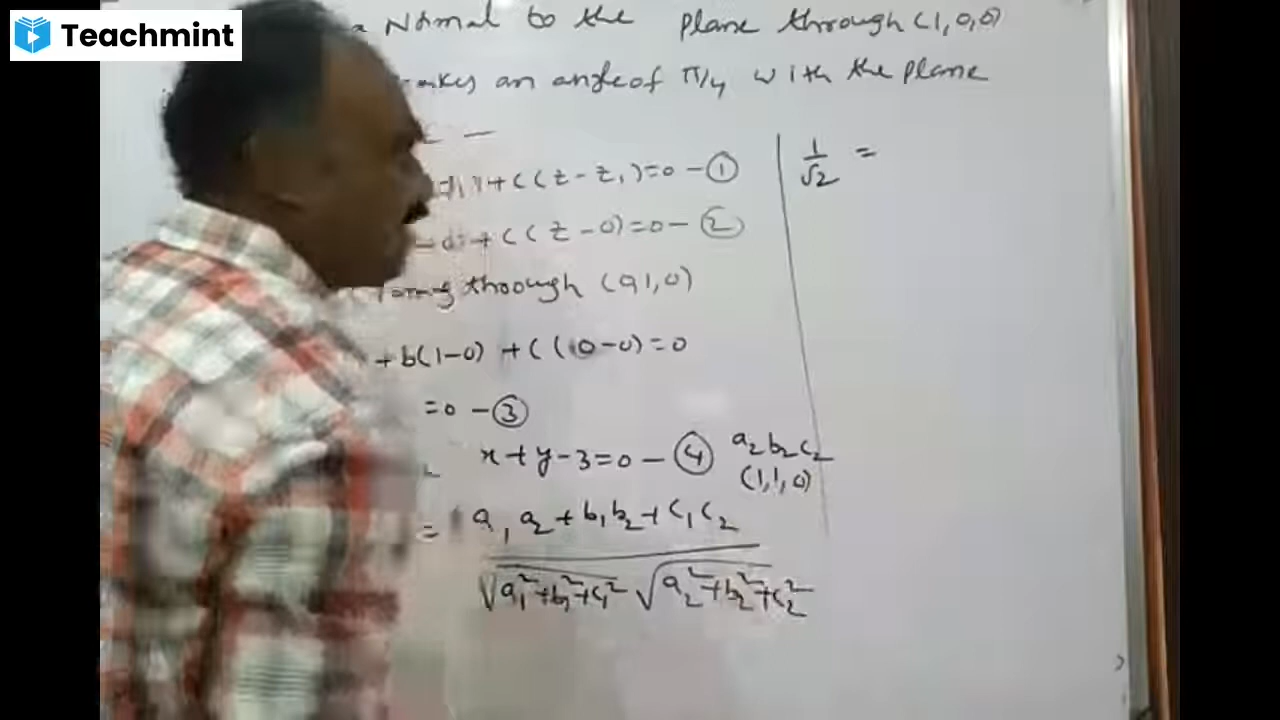 Teachmint
Normal to the plane through (1,0,0)
makes an angle of π/4 with the plane
+ C(z-z₁)=0 - ①
+ C(z-0)=0 - ②
through (0,1,0)
+b(1-0) +C(0-0)=0
=0 - ③
x+y-3=0 - ④ a₂ b₂ c₂
(1,1,0)
= a₁a₂+b₁b₂+c₁c₂
√a₁²+b₁²+c₁² √a₂²+b₂²+c₂²
1/√2 =